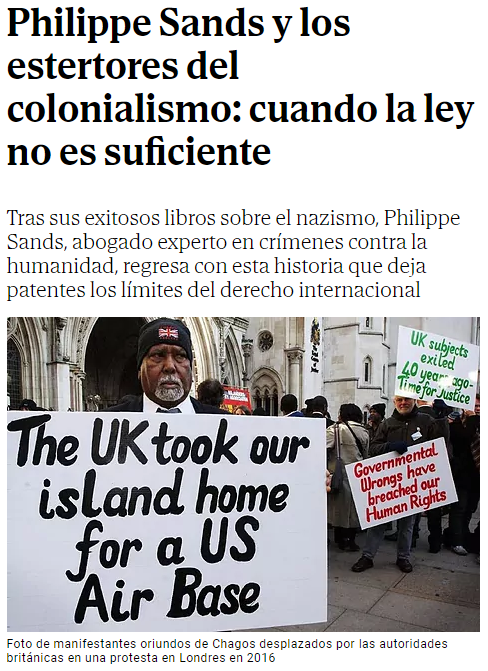 Philippe Sands y los
estertores del
colonialismo: cuando la ley
no es suficiente
Tras sus exitosos libros sobre el nazismo, Philippe
Sands, abogado experto en crímenes contra la
humanidad, regresa con esta historia que deja
patentes los límites del derecho internacional
The UK took our
island home
for a US
Air Base
UK subjects
exiled
40 years ago-
Time for Justice
Governmental
Wrongs have
breached our
Human Rights
Foto de manifestantes oriundos de Chagos desplazados por las autoridades
británicas en una protesta en Londres en 2016